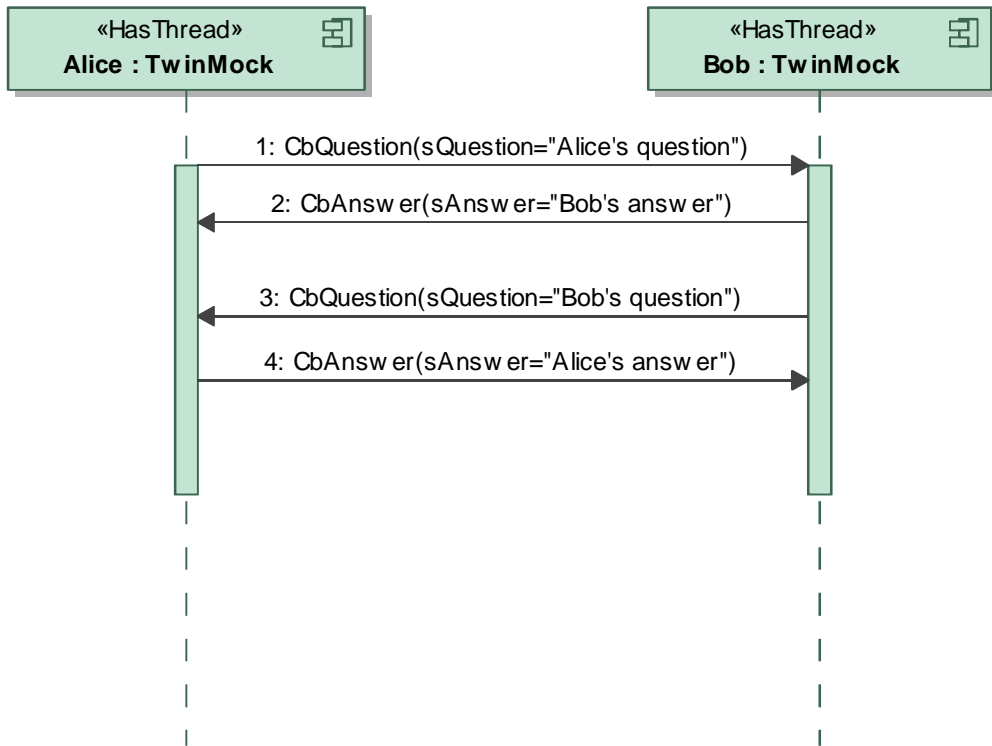 «HasThread»
Alice : TwinMock
«HasThread»
Bob : TwinMock
1: CbQuestion(sQuestion="Alice's question")
2: CbAnswer(sAnswer="Bob's answer")
3: CbQuestion(sQuestion="Bob's question")
4: CbAnswer(sAnswer="Alice's answer")